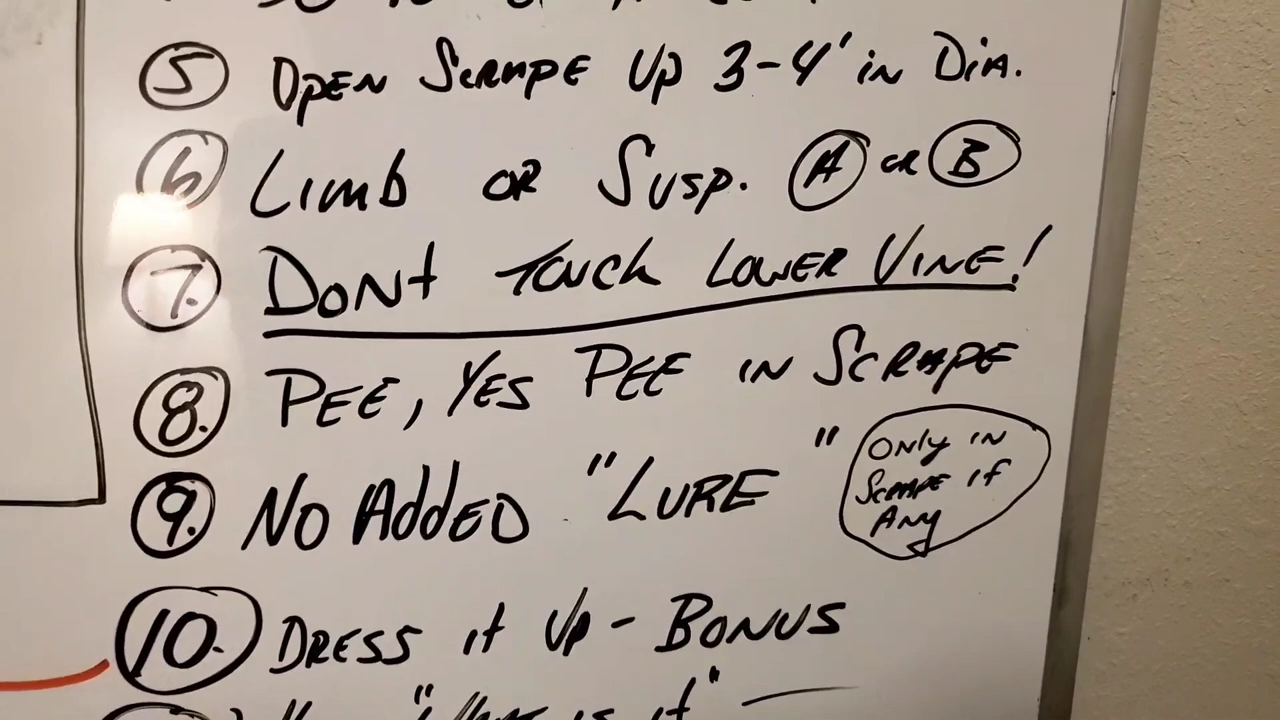 5 OPEN SCRAPE UP 3-4' in DIA.
6 LIMB OR SUSP. A OR B
7. DONT TOUCH LOWER VINE!
8. PEE, YES PEE IN SCRAPE
9. NO AddED "LURE"
ONLY IN
SCRAPE IF
ANY
10. DRESS it UP - BONUS
is it"